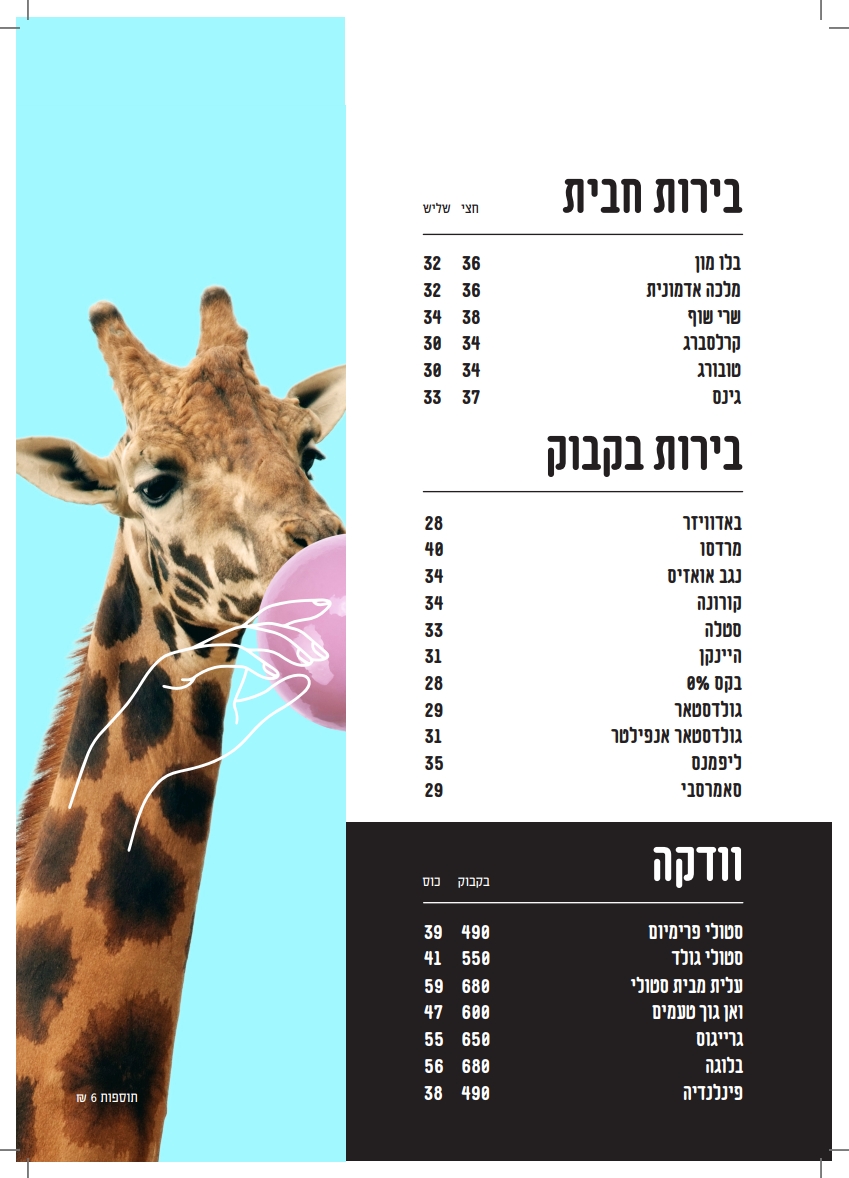 בירות חבית חצי שליש
בלו מון 36 32
מלכה אדמונית 36 32
שרי שוף 38 34
קרלסברג 34 30
טובורג 34 30
גינס 37 33
בירות בקבוק
באדוויזר 28
מרדסו 40
נגב אואזיס 34
קורונה 34
סטלה 33
היינקן 31
בקס 0% 28
גולדסטאר 29
גולדסטאר אנפילטר 31
ליפמנס 35
סאמרסבי 29
וודקה בקבוק כוס
סטולי פרימיום 490 39
סטולי גולד 550 41
עלית מבית סטולי 680 59
ואן גוך טעמים 600 47
גרייגוס 650 55
בלוגה 680 56
פינלנדיה 490 38
תוספות 6 ₪